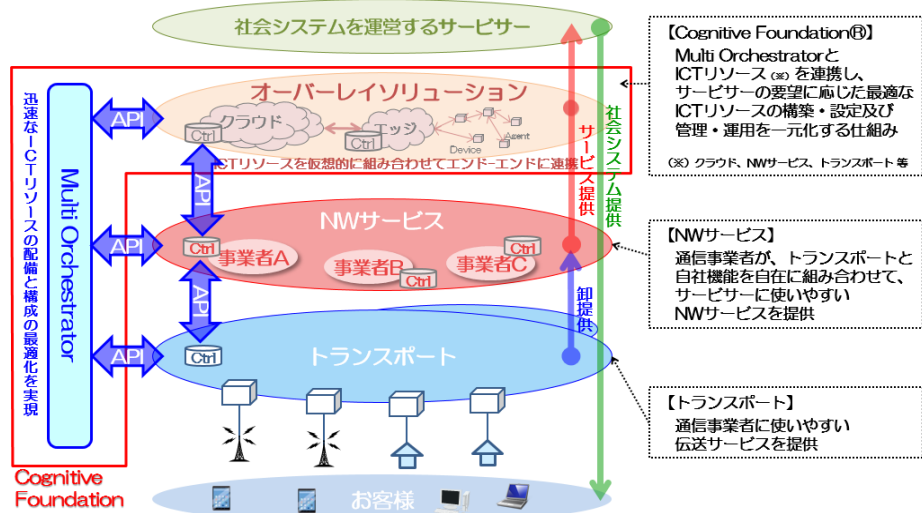 社会システムを運営するサービサー
オーバーレイソリューション
クラウド
エッジ
Ctrl
Ctrl
Device
Agent
ICTリソースを仮想的に組み合わせてエンド-エンドに連携
迅速なICTリソースの配備と構成の最適化を実現
Multi Orchestrator
API
API
API
API
API
NWサービス
Ctrl
事業者A
事業者B
Ctrl
事業者C
Ctrl
トランスポート
Ctrl
サービス提供
社会システム提供
卸提供
お客様
Cognitive
Foundation
【Cognitive Foundation®】
Multi Orchestratorと
ICTリソース(※)を連携し、
サービサーの要望に応じた最適な
ICTリソースの構築・設定及び
管理・運用を一元化する仕組み
(※) クラウド、NWサービス、トランスポート 等
【NWサービス】
通信事業者が、トランスポートと
自社機能を自在に組み合わせて、
サービサーに使いやすい
NWサービスを提供
【トランスポート】
通信事業者に使いやすい
伝送サービスを提供